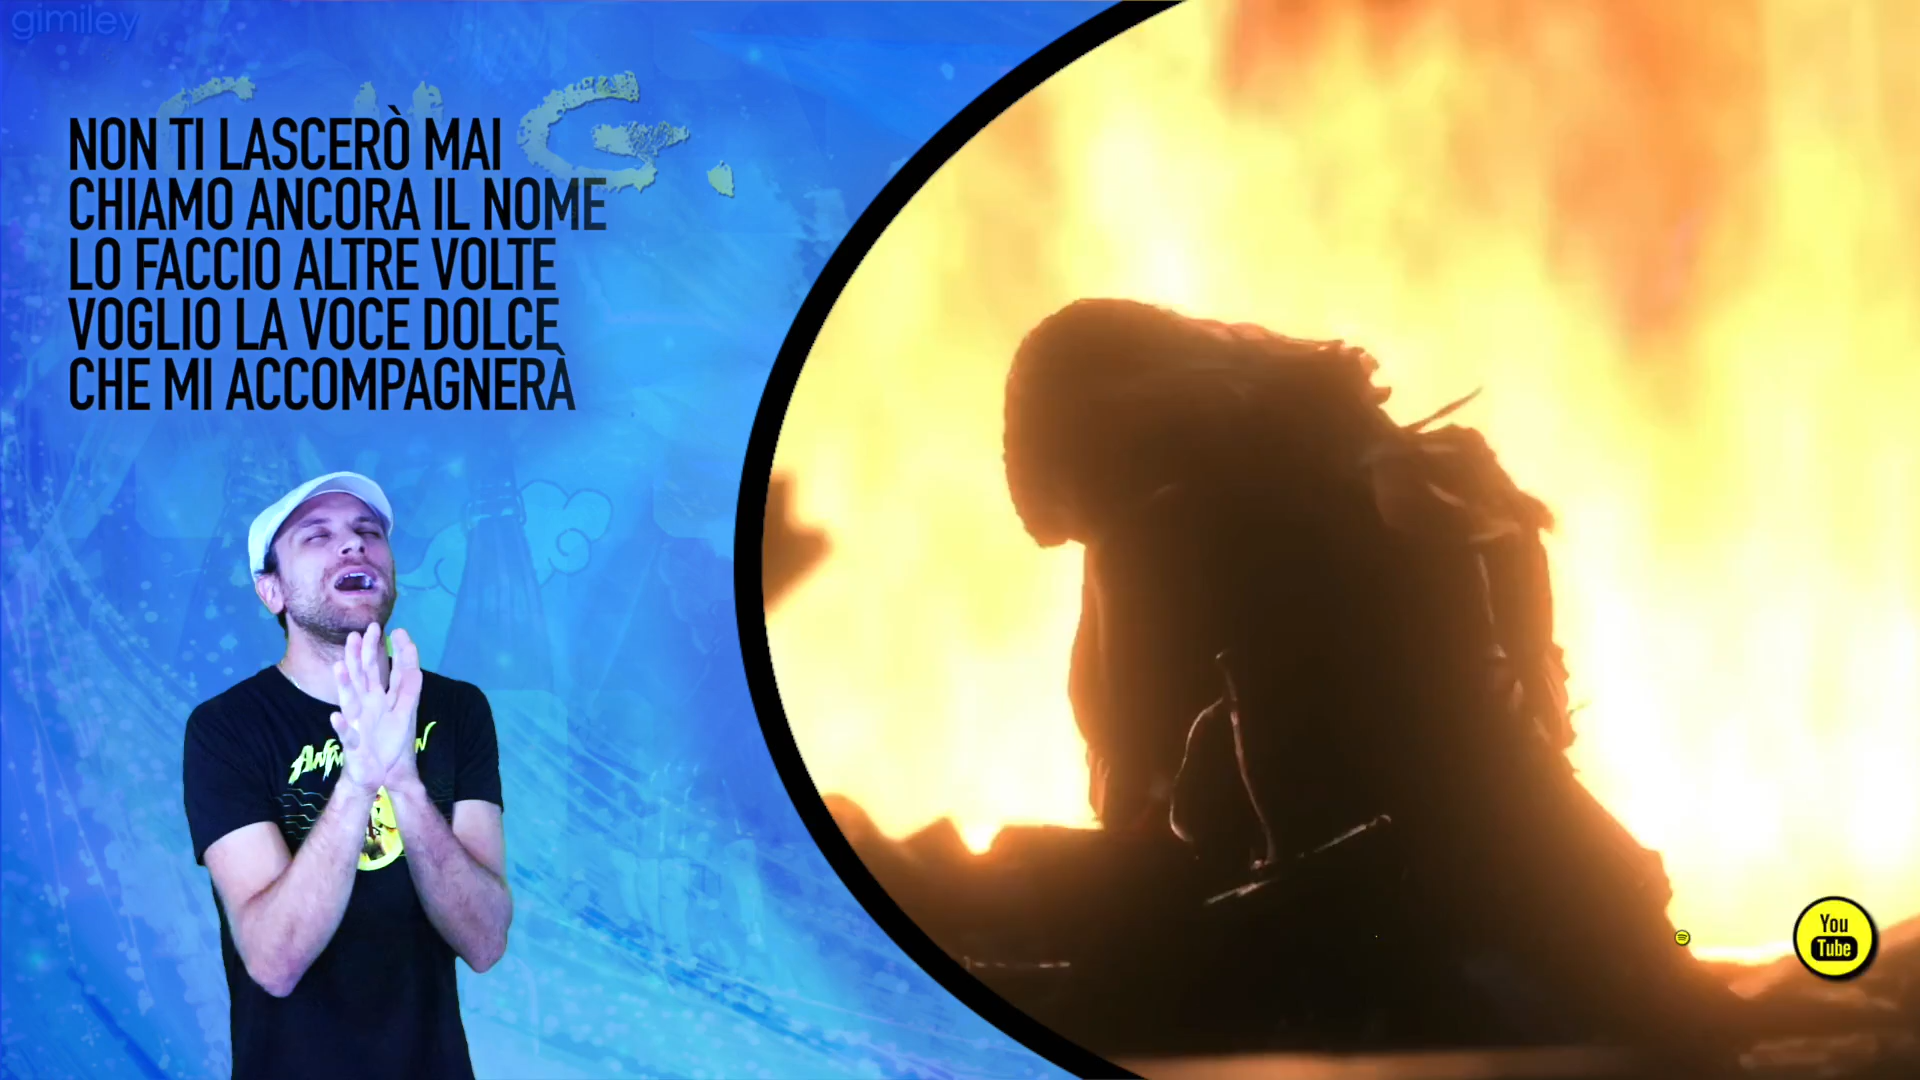 gimiley
G.
NON TI LASCERÒ MAI
CHIAMO ANCORA IL NOME
LO FACCIO ALTRE VOLTE
VOGLIO LA VOCE DOLCE
CHE MI ACCOMPAGNERÀ
You
Tube